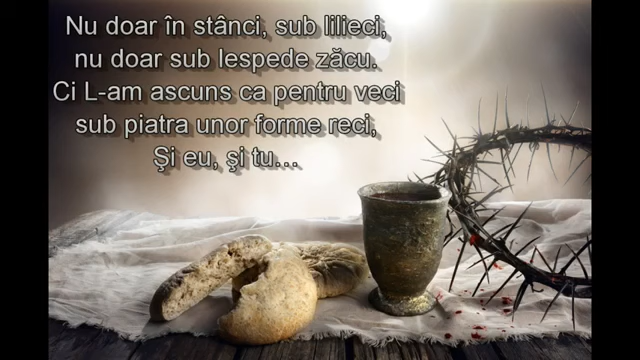 Nu doar în stânci, sub lilieci,
nu doar sub lespede zăcu.
Ci L-am ascuns ca pentru veci
sub piatra unor forme reci,
Şi eu, şi tu...